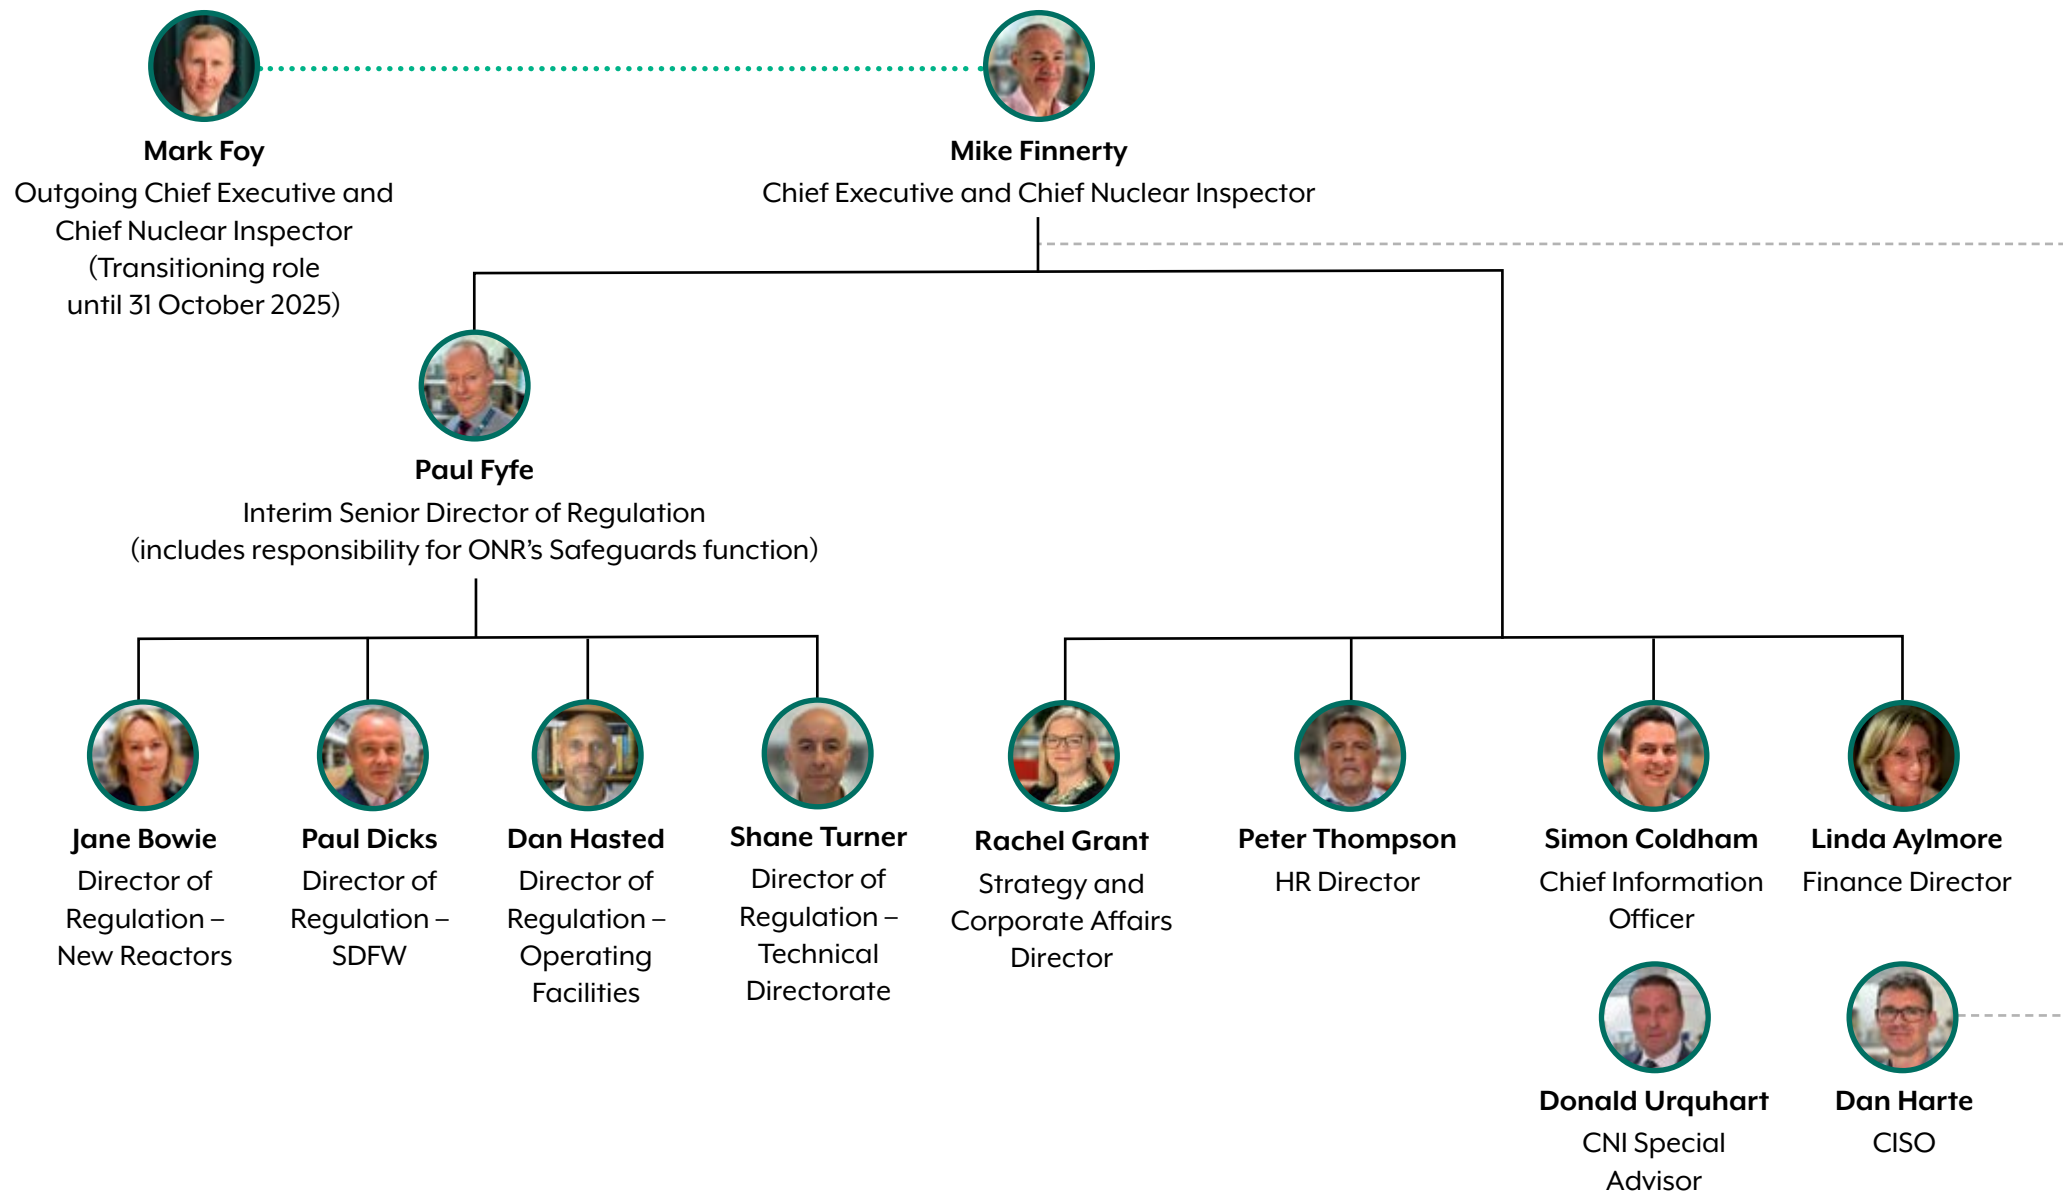 Mark Foy
Outgoing Chief Executive and
Chief Nuclear Inspector
(Transitioning role
until 31 October 2025)
Mike Finnerty
Chief Executive and Chief Nuclear Inspector
Paul Fyfe
Interim Senior Director of Regulation
(includes responsibility for ONR’s Safeguards function)
Jane Bowie
Director of
Regulation –
New Reactors
Paul Dicks
Director of
Regulation –
SDFW
Dan Hasted
Director of
Regulation –
Operating
Facilities
Shane Turner
Director of
Regulation –
Technical
Directorate
Rachel Grant
Strategy and
Corporate Affairs
Director
Peter Thompson
HR Director
Simon Coldham
Chief Information
Officer
Linda Aylmore
Finance Director
Donald Urquhart
CNI Special
Advisor
Dan Harte
CISO